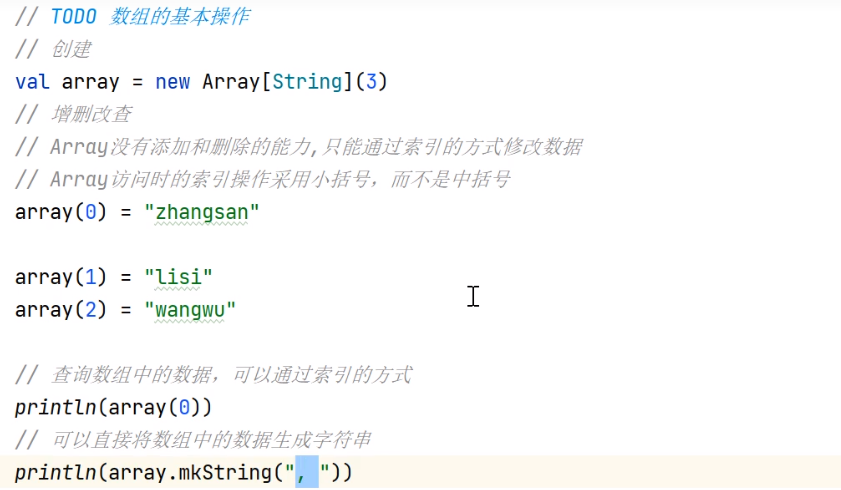 // TODO 数组的基本操作
// 创建
val array = new Array[String](3)
// 增删改查
// Array没有添加和删除的能力,只能通过索引的方式修改数据
// Array访问时的索引操作采用小括号，而不是中括号
array(0) = "zhangsan"
array(1) = "lisi"
array(2) = "wangwu"
// 查询数组中的数据，可以通过索引的方式
println(array(0))
// 可以直接将数组中的数据生成字符串
println(array.mkString(", "))